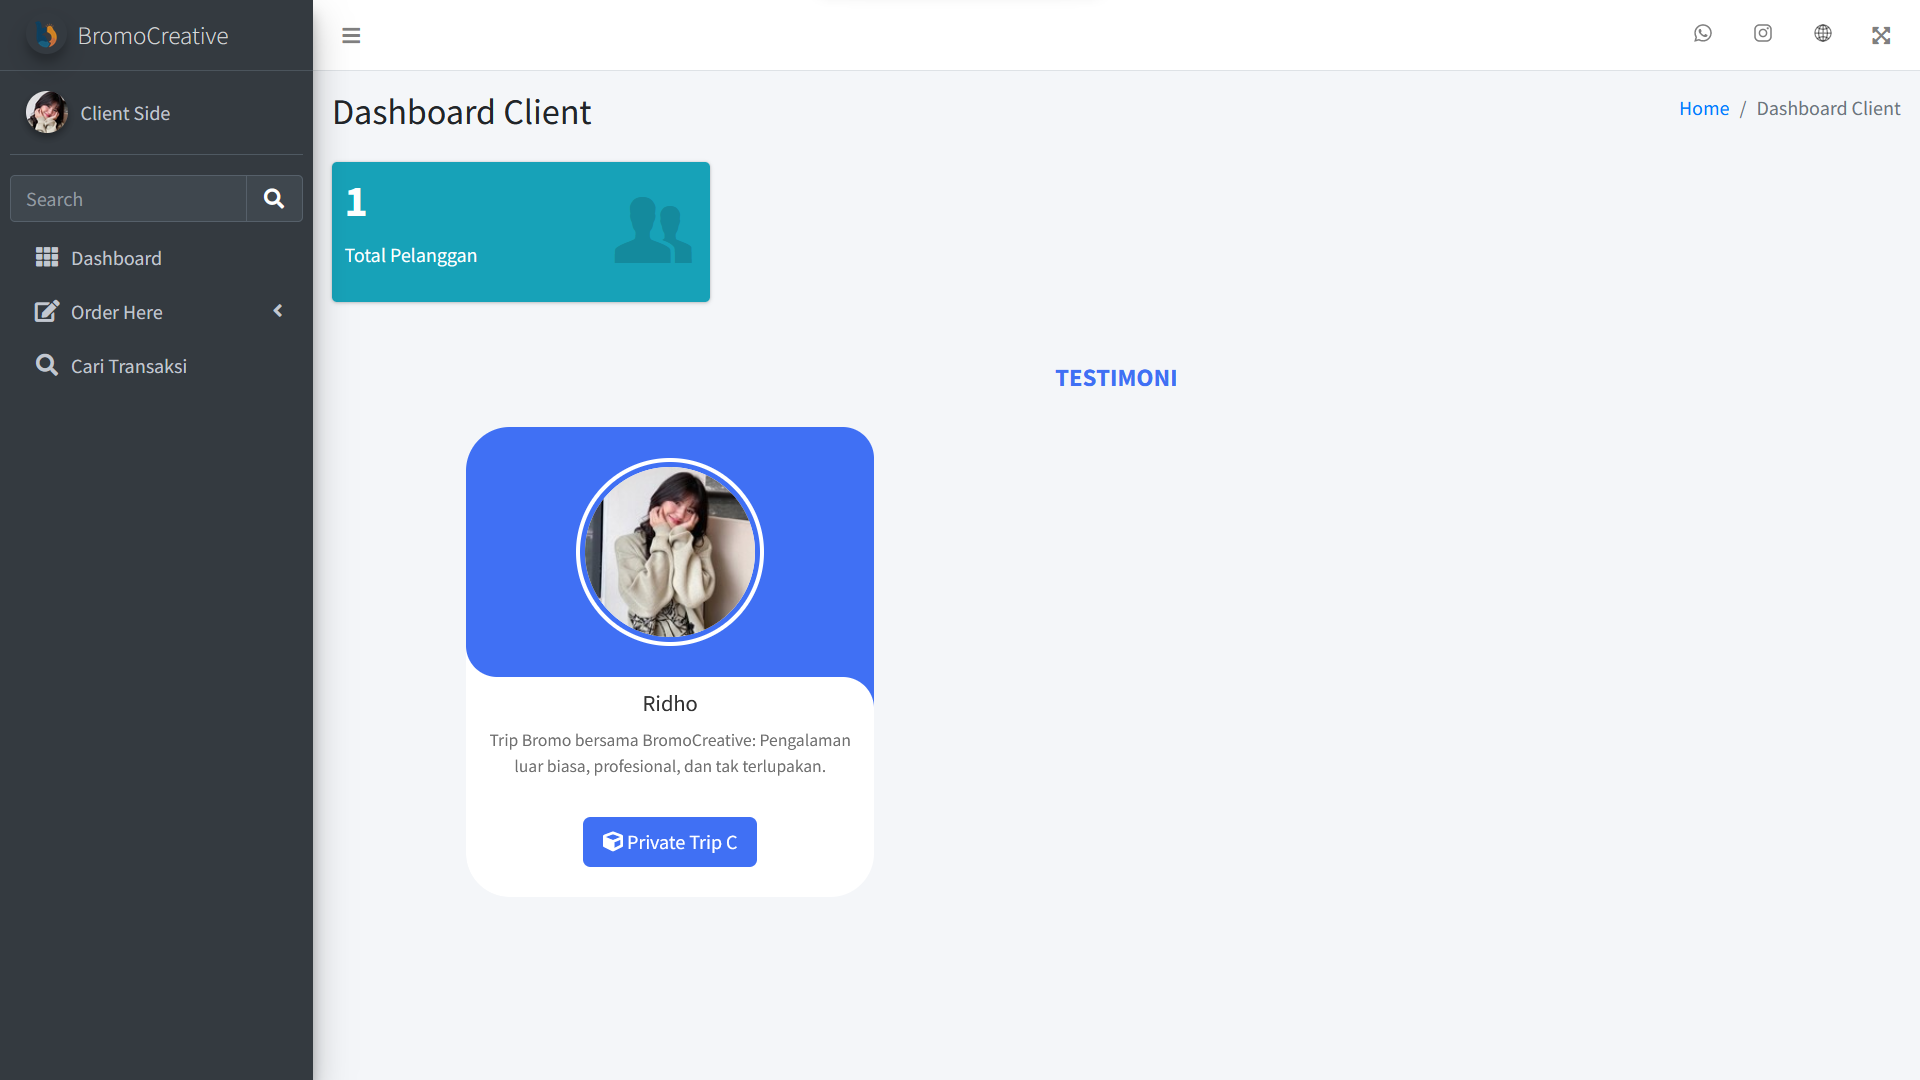 BromoCreative
Client Side
Search
Dashboard
Order Here
Cari Transaksi
Dashboard Client
Home / Dashboard Client
1
Total Pelanggan
TESTIMONI
Ridho
Trip Bromo bersama BromoCreative: Pengalaman
luar biasa, profesional, dan tak terlupakan.
Private Trip C